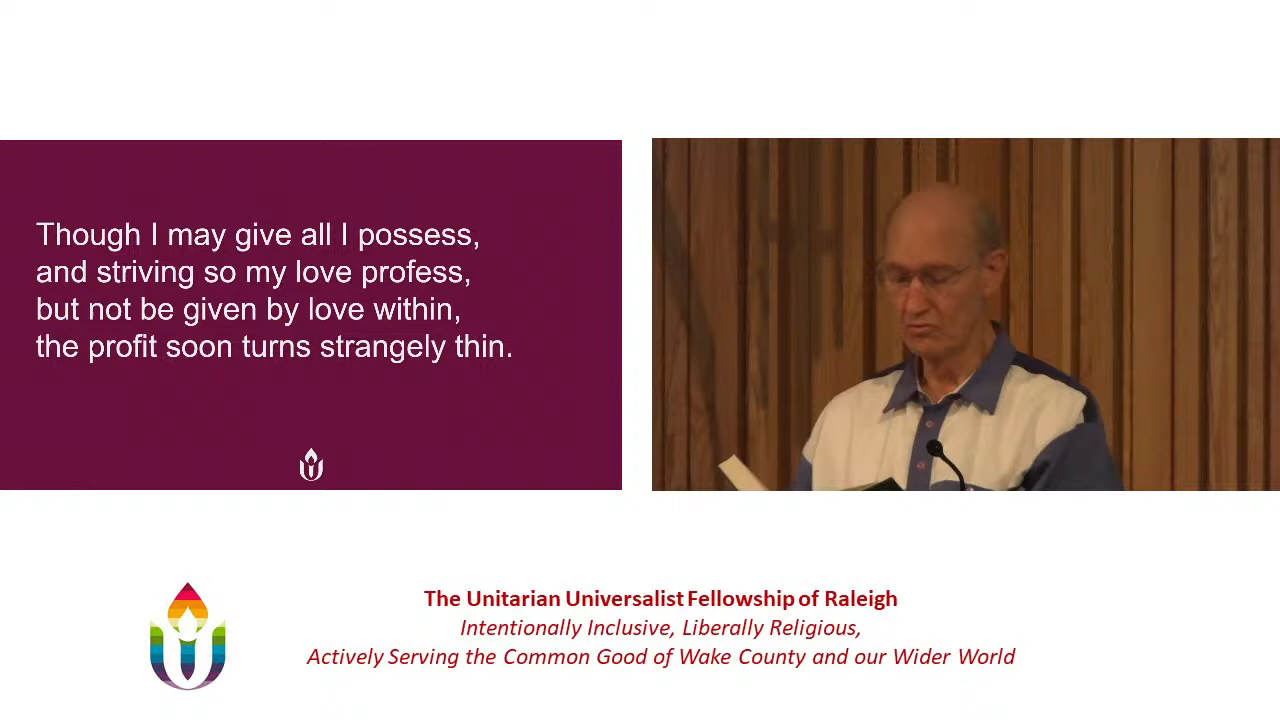 Though I may give all I possess,
and striving so my love profess,
but not be given by love within,
the profit soon turns strangely thin.
The Unitarian Universalist Fellowship of Raleigh
Intentionally Inclusive, Liberally Religious,
Actively Serving the Common Good of Wake County and our Wider World